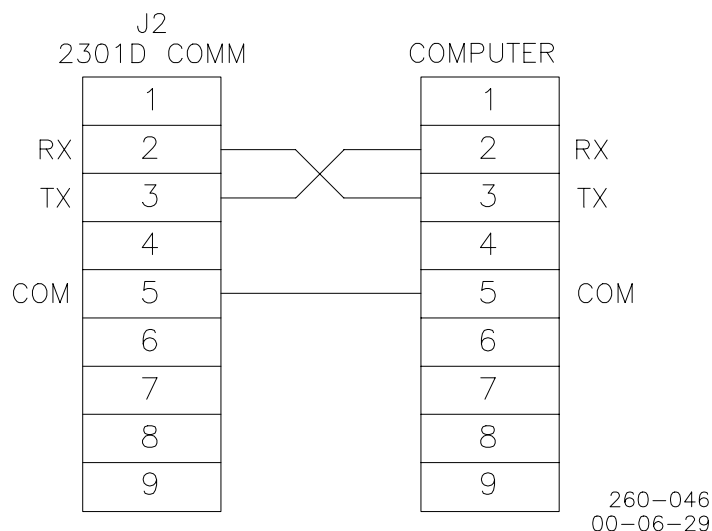 J2
2301D COMM COMPUTER
1 1
RX 2 2 RX
TX 3 3 TX
4 4
COM 5 5 COM
6 6
7 7
8 8
9 9
260-046
00-06-29